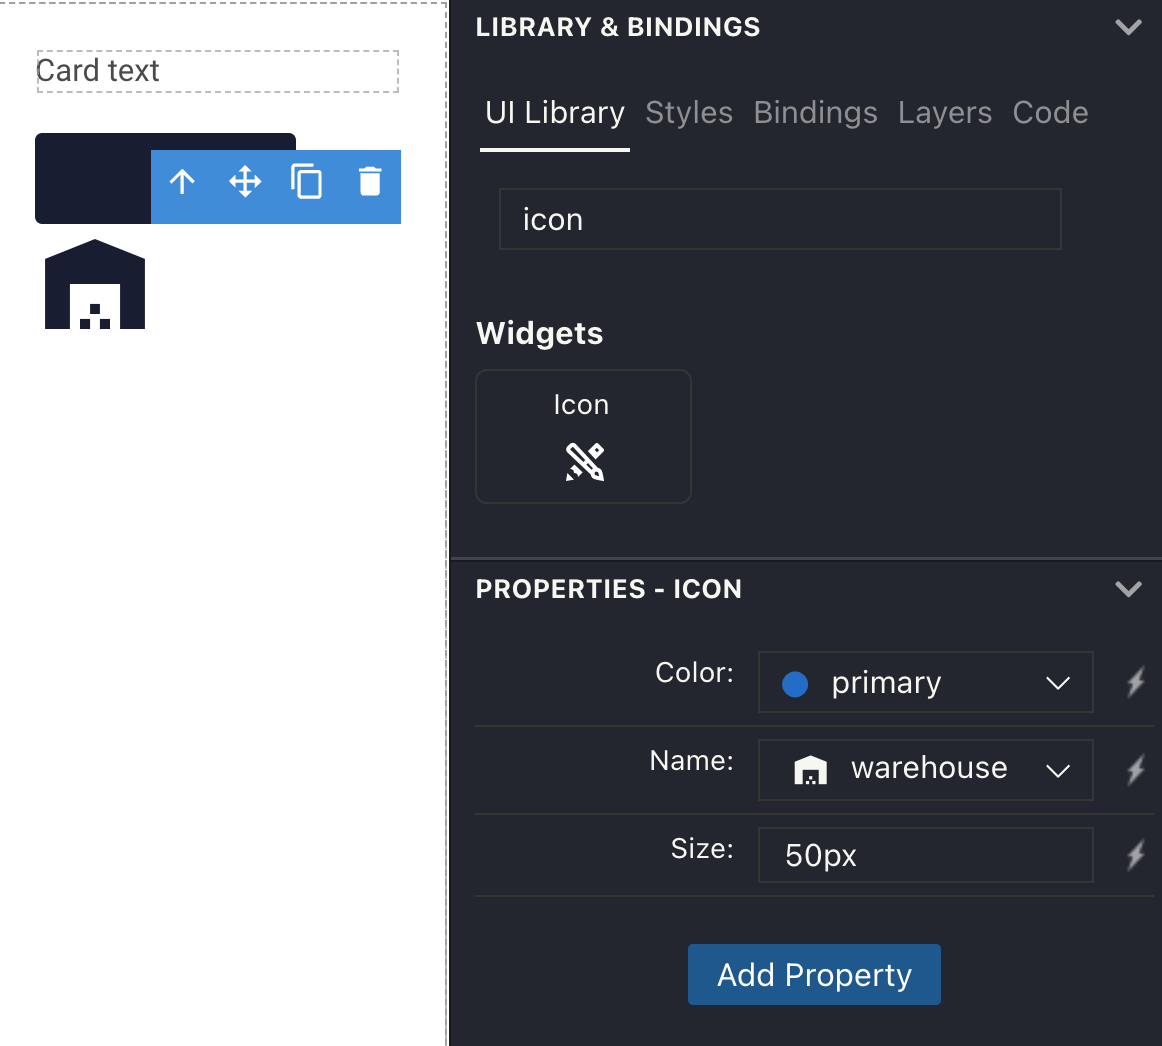 Card text
LIBRARY & BINDINGS
UI Library Styles Bindings Layers Code
icon
Widgets
Icon
PROPERTIES - ICON
Color: primary
Name: warehouse
Size: 50px
Add Property